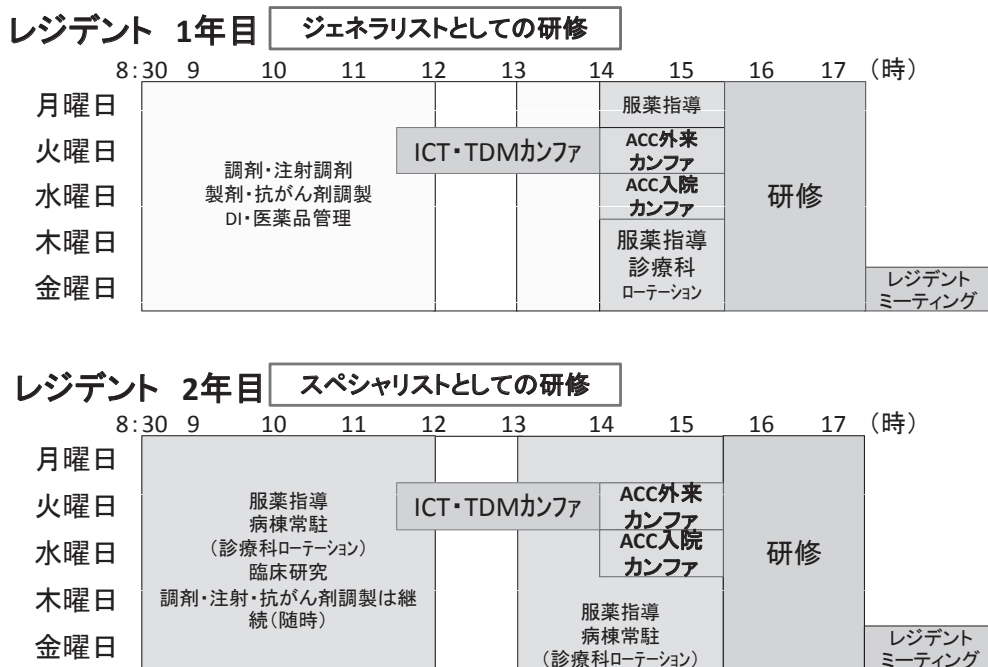 レジデント 1年目 ジェネラリストとしての研修
8:30 9 10 11 12 13 14 15 16 17 (時)
月曜日
火曜日
水曜日
木曜日
金曜日
調剤・注射調剤
製剤・抗がん剤調製
DI・医薬品管理
ICT・TDMカンファ
服薬指導
ACC外来
カンファ
ACC入院
カンファ
服薬指導
診療科
ローテーション
研修
レジデント
ミーティング
レジデント 2年目 スペシャリストとしての研修
8:30 9 10 11 12 13 14 15 16 17 (時)
月曜日
火曜日
水曜日
木曜日
金曜日
服薬指導
病棟常駐
(診療科ローテーション)
臨床研究
調剤・注射・抗がん剤調製は継
続(随時)
ICT・TDMカンファ
ACC外来
カンファ
ACC入院
カンファ
服薬指導
病棟常駐
(診療科ローテーション)
研修
レジデント
ミーティング